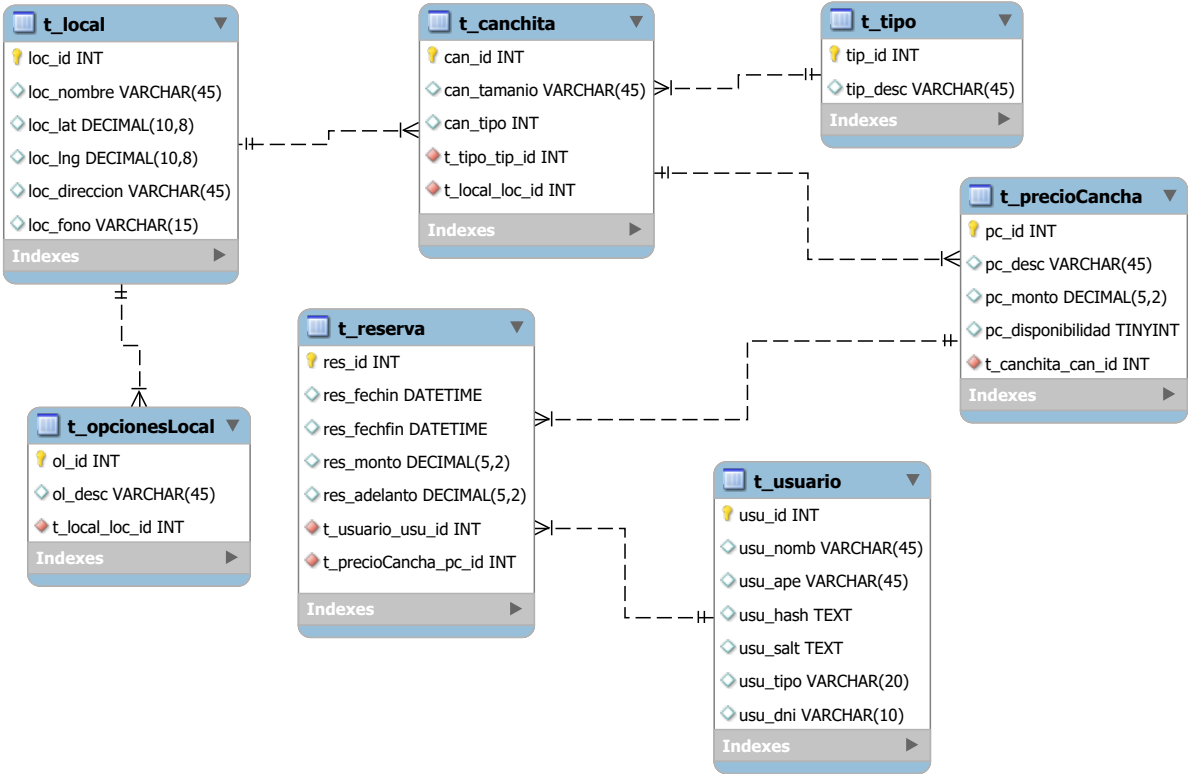 t_local
loc_id INT
loc_nombre VARCHAR(45)
loc_lat DECIMAL(10,8)
loc_lng DECIMAL(10,8)
loc_direccion VARCHAR(45)
loc_fono VARCHAR(15)
Indexes
t_canchita
can_id INT
can_tamanio VARCHAR(45)
can_tipo INT
t_tipo_tip_id INT
t_local_loc_id INT
Indexes
t_tipo
tip_id INT
tip_desc VARCHAR(45)
Indexes
t_precioCancha
pc_id INT
pc_desc VARCHAR(45)
pc_monto DECIMAL(5,2)
pc_disponibilidad TINYINT
t_canchita_can_id INT
Indexes
t_reserva
res_id INT
res_fechin DATETIME
res_fechfin DATETIME
res_monto DECIMAL(5,2)
res_adelanto DECIMAL(5,2)
t_usuario_usu_id INT
t_precioCancha_pc_id INT
Indexes
t_opcionesLocal
ol_id INT
ol_desc VARCHAR(45)
t_local_loc_id INT
Indexes
t_usuario
usu_id INT
usu_nomb VARCHAR(45)
usu_ape VARCHAR(45)
usu_hash TEXT
usu_salt TEXT
usu_tipo VARCHAR(20)
usu_dni VARCHAR(10)
Indexes